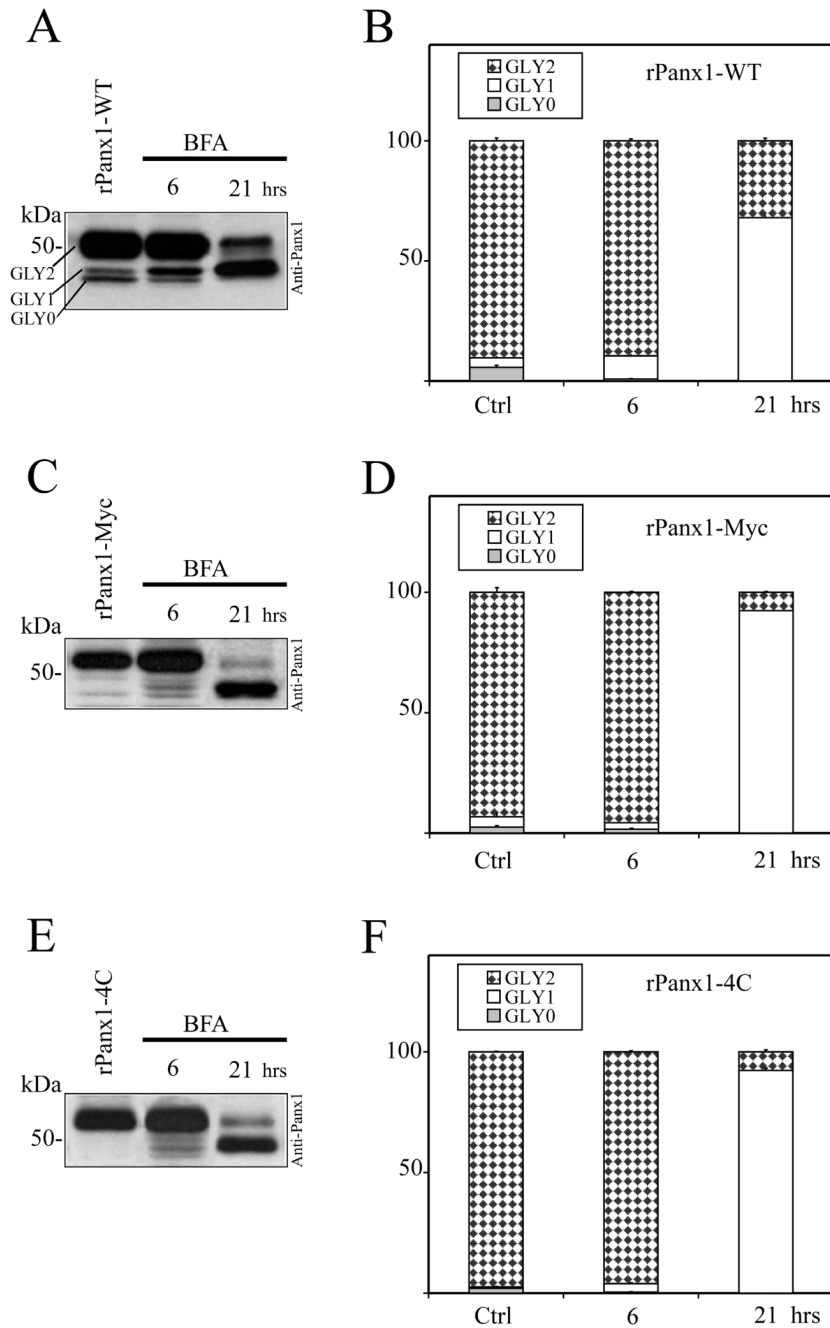 A
rPanx1-WT
BFA
6 21 hrs
kDa
50-
GLY2
GLY1
GLY0
Anti-Panx1
B
GLY2
GLY1
GLY0
rPanx1-WT
100
50
Ctrl 6 21 hrs
C
rPanx1-Myc
BFA
6 21 hrs
kDa
50-
Anti-Panx1
D
GLY2
GLY1
GLY0
rPanx1-Myc
100
50
Ctrl 6 21 hrs
E
rPanx1-4C
BFA
6 21 hrs
kDa
50-
Anti-Panx1
F
GLY2
GLY1
GLY0
rPanx1-4C
100
50
Ctrl 6 21 hrs